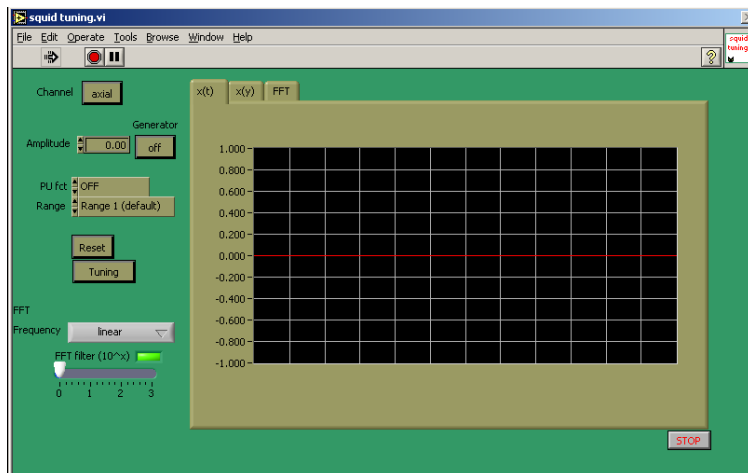 squid tuning.vi
File Edit Operate Tools Browse Window Help
?
squid
tuning
Channel axial
x(t) x(y) FFT
Generator
Amplitude 0.00 off
PU fct OFF
Range Range 1 (default)
Reset
Tuning
FFT
Frequency linear
FFT filter (10^x)
0 1 2 3
1.000
0.800
0.600
0.400
0.200
0.000
-0.200
-0.400
-0.600
-0.800
-1.000
STOP